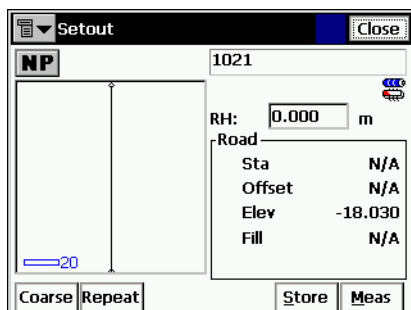 Setout Close
NP 1021
RH: 0.000 m
Road
Sta N/A
Offset N/A
Elev -18.030
Fill N/A
20
Coarse Repeat Store Meas